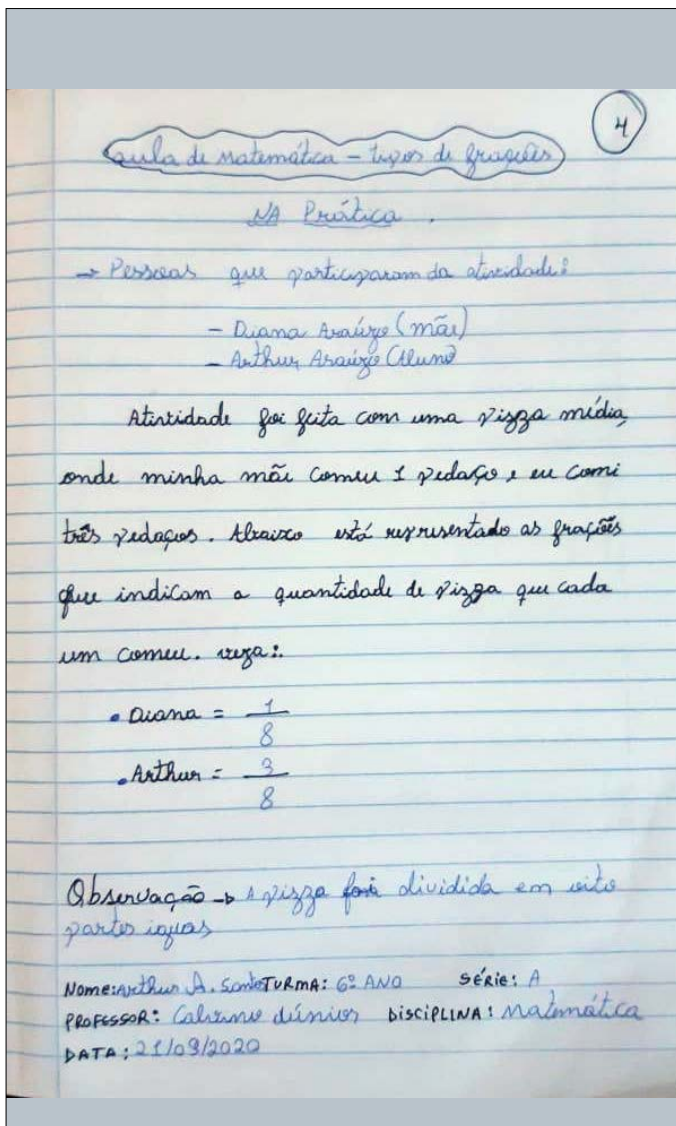 4
Aula de Matemática - tipos de frações
NA Prática.
→ Pessoas que participaram da atividade:
- Diana Araújo (mãe)
- Arthur Araújo (Aluno)
Atividade foi feita com uma pizza média,
onde minha mãe comeu 1 pedaço, e eu comi
três pedaços. Abaixo está representado as frações
que indicam a quantidade de pizza que cada
um comeu. veja:.
• Diana = 1/8
• Arthur = 3/8
Observação → A pizza foi dividida em oito
partes iguas
Nome: Arthur A. Santos TURMA: 6º ANO SÉRIE: A
PROFESSOR: Júnior DISCIPLINA: Matemática
DATA: 21/09/2020